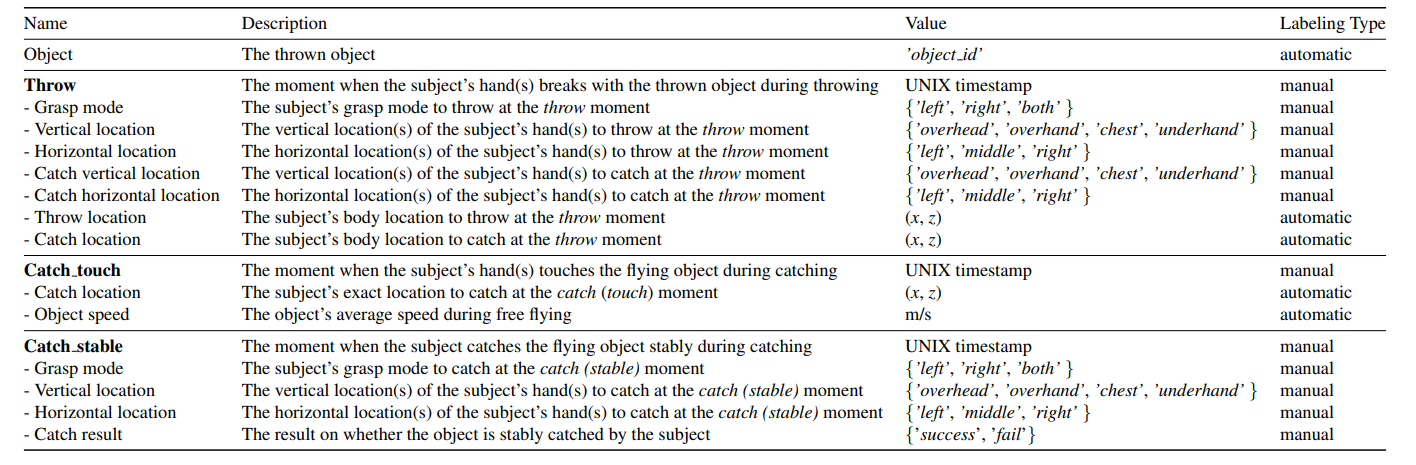 Name Description Value Labeling Type
Object The thrown object 'object_id' automatic
Throw The moment when the subject's hand(s) breaks with the thrown object during throwing UNIX timestamp manual
- Grasp mode The subject's grasp mode to throw at the throw moment {'left', 'right', 'both' } manual
- Vertical location The vertical location(s) of the subject's hand(s) to throw at the throw moment {'overhead', 'overhand', 'chest', 'underhand' } manual
- Horizontal location The horizontal location(s) of the subject's hand(s) to throw at the throw moment {'left', 'middle', 'right' } manual
- Catch vertical location The vertical location(s) of the subject's hand(s) to catch at the throw moment {'overhead', 'overhand', 'chest', 'underhand' } manual
- Catch horizontal location The horizontal location(s) of the subject's hand(s) to catch at the throw moment {'left', 'middle', 'right' } manual
- Throw location The subject's body location to throw at the throw moment (x, z) automatic
- Catch location The subject's body location to catch at the throw moment (x, z) automatic
Catch_touch The moment when the subject's hand(s) touches the flying object during catching UNIX timestamp manual
- Catch location The subject's exact location to catch at the catch (touch) moment (x, z) automatic
- Object speed The object's average speed during free flying m/s automatic
Catch_stable The moment when the subject catches the flying object stably during catching UNIX timestamp manual
- Grasp mode The subject's grasp mode to catch at the catch (stable) moment {'left', 'right', 'both' } manual
- Vertical location The vertical location(s) of the subject's hand(s) to catch at the catch (stable) moment {'overhead', 'overhand', 'chest', 'underhand' } manual
- Horizontal location The horizontal location(s) of the subject's hand(s) to catch at the catch (stable) moment {'left', 'middle', 'right' } manual
- Catch result The result on whether the object is stably catched by the subject {'success', 'fail'} manual